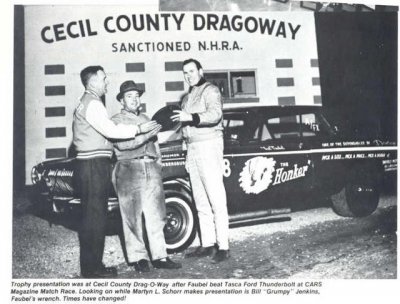 CECIL COUNTY DRAGOWAY
SANCTIONED N.H.R.A.
THE
"Honker"
Trophy presentation was at Cecil County Drag-O-Way after Faubel beat Tasca Ford Thunderbolt at CARS
Magazine Match Race. Looking on while Martyn L. Schorr makes presentation is Bill "Grumpy" Jenkins,
Faubel's wrench. Times have changed!